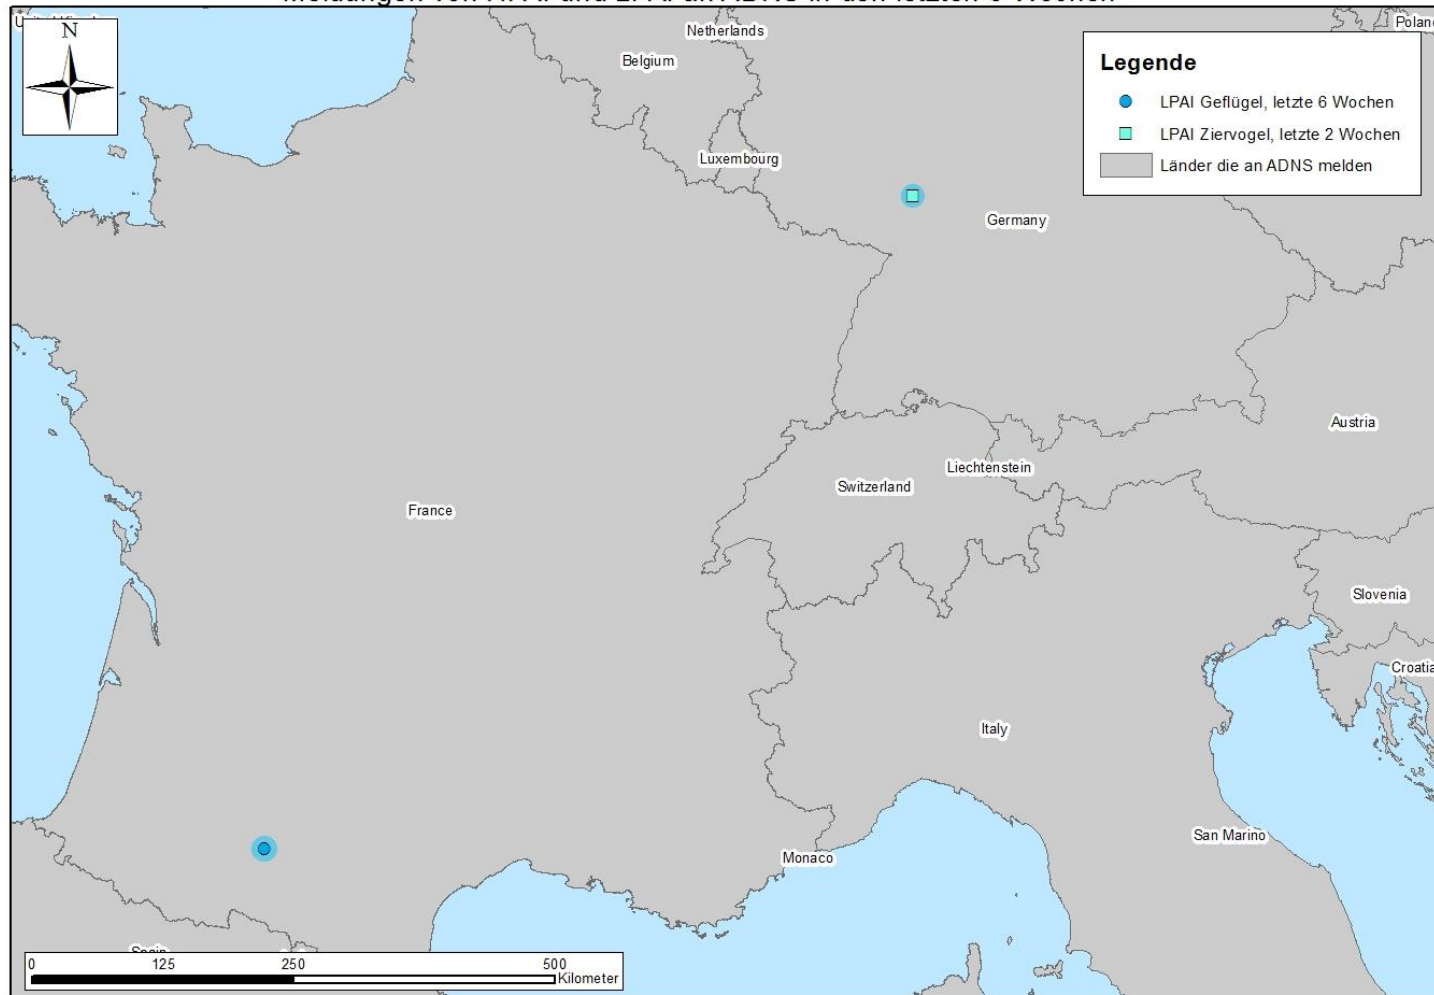 Netherlands
Belgium
Luxembourg
N
Legende
LPAI Geflügel, letzte 6 Wochen
LPAI Ziervogel, letzte 2 Wochen
Länder die an ADNS melden
Germany
Austria
Liechtenstein
Switzerland
France
Slovenia
Croatia
Italy
San Marino
Monaco
0 125 250 500
Kilometer